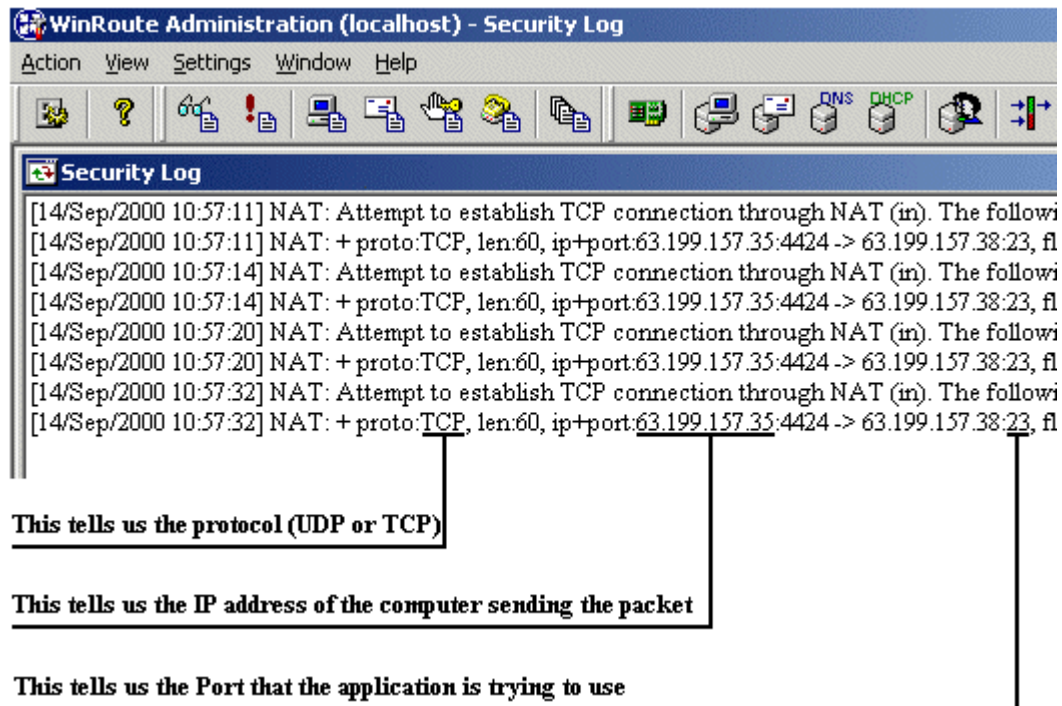 WinRoute Administration (localhost) - Security Log
Action View Settings Window Help
DNS DHCP
Security Log
[14/Sep/2000 10:57:11] NAT: Attempt to establish TCP connection through NAT (in). The followi
[14/Sep/2000 10:57:11] NAT: + proto:TCP, len:60, ip+port:63.199.157.35:4424 -> 63.199.157.38:23, fl
[14/Sep/2000 10:57:14] NAT: Attempt to establish TCP connection through NAT (in). The followi
[14/Sep/2000 10:57:14] NAT: + proto:TCP, len:60, ip+port:63.199.157.35:4424 -> 63.199.157.38:23, fl
[14/Sep/2000 10:57:20] NAT: Attempt to establish TCP connection through NAT (in). The followi
[14/Sep/2000 10:57:20] NAT: + proto:TCP, len:60, ip+port:63.199.157.35:4424 -> 63.199.157.38:23, fl
[14/Sep/2000 10:57:32] NAT: Attempt to establish TCP connection through NAT (in). The followi
[14/Sep/2000 10:57:32] NAT: + proto:TCP, len:60, ip+port:63.199.157.35:4424 -> 63.199.157.38:23, fl
This tells us the protocol (UDP or TCP)
This tells us the IP address of the computer sending the packet
This tells us the Port that the application is trying to use